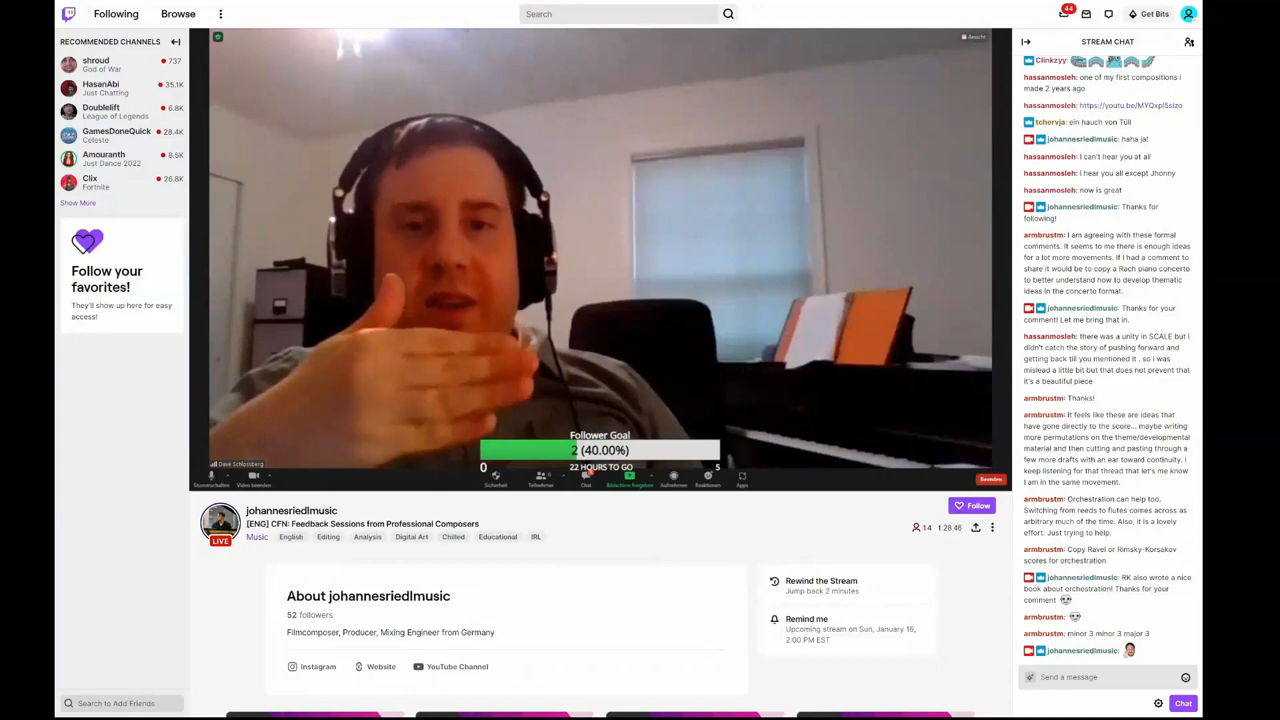 Following
Browse
Search
44
Get Bits
RECOMMENDED CHANNELS
shroud
737
God of War
HasanAbi
35.1K
Just Chatting
Doublelift
6.8K
League of Legends
GamesDoneQuick
28.4K
Celeste
Amouranth
8.5K
Just Dance 2022
Clix
26.8K
Fortnite
Show More
Follow your
favorites!
They'll show up here for easy
access!
Search to Add Friends
Ansicht
Follower Goal
2 (40.00%)
0
22 HOURS TO GO
5
Dave Schlossberg
Stummschalten
Video beenden
Sicherheit
Teilnehmer
Chat
Bildschirm freigeben
Aufnehmen
Reaktionen
Apps
Beenden
johannesriedlmusic
[ENG] CFN: Feedback Sessions from Professional Composers
Music
English
Editing
Analysis
Digital Art
Chilled
Educational
IRL
LIVE
Follow
14
1:28:46
About johannesriedlmusic
52 followers
Filmcomposer, Producer, Mixing Engineer from Germany
Instagram
Website
YouTube Channel
Rewind the Stream
Jump back 2 minutes
Remind me
Upcoming stream on Sun, January 16,
2:00 PM EST
STREAM CHAT
Clinkzyy:
hassanmosleh: one of my first compositions i
made 2 years ago
hassanmosleh:
tchervja: ein hauch von Tüll
johannesriedlmusic: haha ja!
hassanmosleh: I can't hear you at all
hassanmosleh: i hear you all except Jhonny
hassanmosleh: now is great
johannesriedlmusic: Thanks for
following!
armbrustm: I am agreeing with these formal
comments. It seems to me there is enough ideas
for a lot more movements. If I had a comment to
share it would be to copy a Rach piano concerto
to better understand how to develop thematic
ideas in the concerto format.
johannesriedlmusic: Thanks for your
comment! Let me bring that in.
hassanmosleh: there was a unity in SCALE but i
didn't catch the story of pushing forward and
getting back till you mentioned it . so i was
mislead a little bit but that does not prevent that
it's a beautiful piece
armbrustm: Thanks!
armbrustm: It feels like these are ideas that
have gone directly to the score... maybe writing
more permutations on the theme/developmental
material and then cutting and pasting through a
few more drafts with an ear toward continuity. I
keep listening for that thread that let's me know
I am in the same movement.
armbrustm: Orchestration can help too.
Switching from reeds to flutes comes across as
arbitrary much of the time. Also, it is a lovely
effort. Just trying to help.
armbrustm: Copy Ravel or Rimsky-Korsakov
scores for orchestration
johannesriedlmusic: RK also wrote a nice
book about orchestration! Thanks for your
comment
armbrustm:
armbrustm: minor 3 minor 3 major 3
johannesriedlmusic:
Send a message
Chat